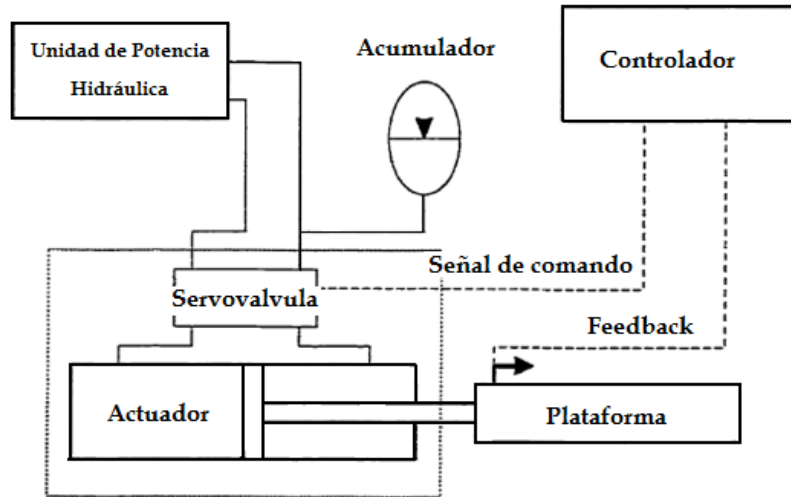 Unidad de Potencia
Hidráulica
Acumulador
Controlador
Señal de comando
Servovalvula
Feedback
Actuador
Plataforma